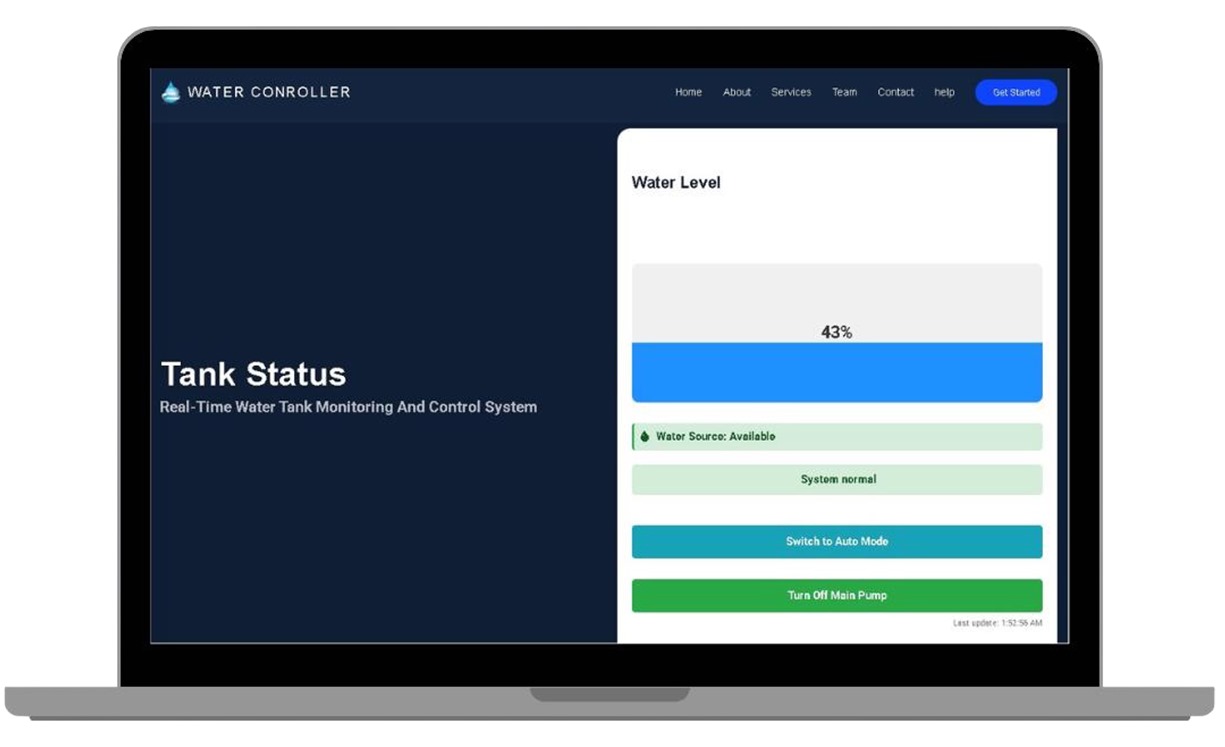 WATER CONROLLER
Home About Services Team Contact help Get Started
Water Level
43%
Tank Status
Real-Time Water Tank Monitoring And Control System
Water Source: Available
System normal
Switch to Auto Mode
Turn Off Main Pump
Last update: 1:52:56 AM